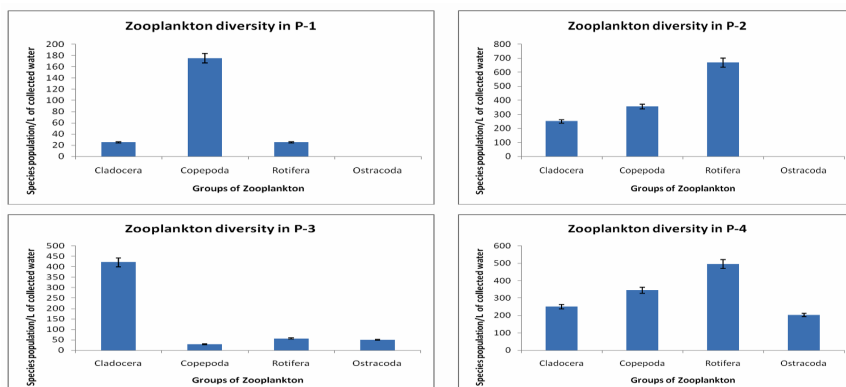 Zooplankton diversity in P-1
Species population/L of collected water
200
180
160
140
120
100
80
60
40
20
0
Cladocera Copepoda Rotifera Ostracoda
Groups of Zooplankton
Zooplankton diversity in P-2
Species population/L of collected water
800
700
600
500
400
300
200
100
0
Cladocera Copepoda Rotifera Ostracoda
Groups of Zooplankton
Zooplankton diversity in P-3
Species population/L of collected water
500
450
400
350
300
250
200
150
100
50
0
Cladocera Copepoda Rotifera Ostracoda
Groups of Zooplankton
Zooplankton diversity in P-4
Species population/L of collected water
600
500
400
300
200
100
0
Cladocera Copepoda Rotifera Ostracoda
Groups of Zooplankton